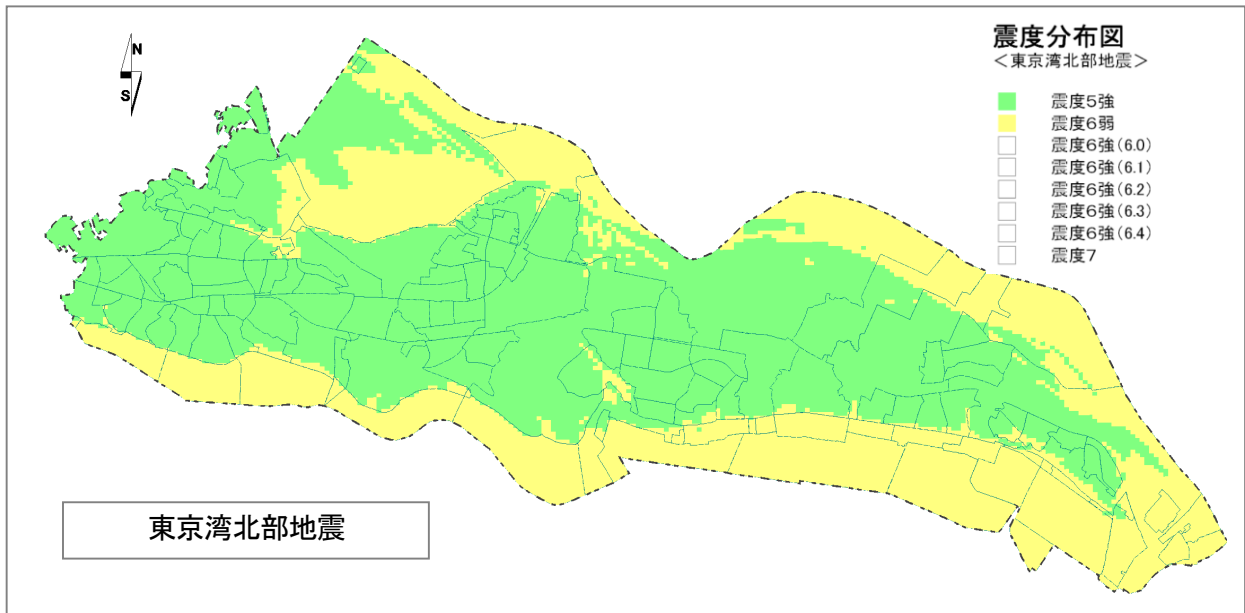 N
S
震度分布図
<東京湾北部地震>
震度5強
震度6弱
震度6強(6.0)
震度6強(6.1)
震度6強(6.2)
震度6強(6.3)
震度6強(6.4)
震度7
東京湾北部地震